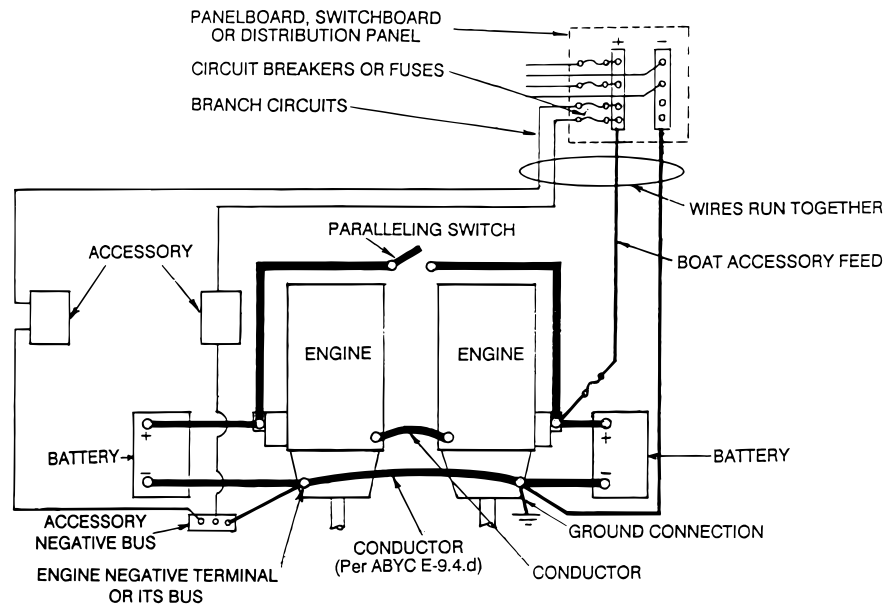 PANELBOARD, SWITCHBOARD
OR DISTRIBUTION PANEL
+ −
CIRCUIT BREAKERS OR FUSES
BRANCH CIRCUITS
WIRES RUN TOGETHER
PARALLELING SWITCH
ACCESSORY
BOAT ACCESSORY FEED
ENGINE
ENGINE
+
+
BATTERY
BATTERY
−
−
ACCESSORY
NEGATIVE BUS
GROUND CONNECTION
CONDUCTOR
(Per ABYC E-9.4.d)
ENGINE NEGATIVE TERMINAL
OR ITS BUS
CONDUCTOR